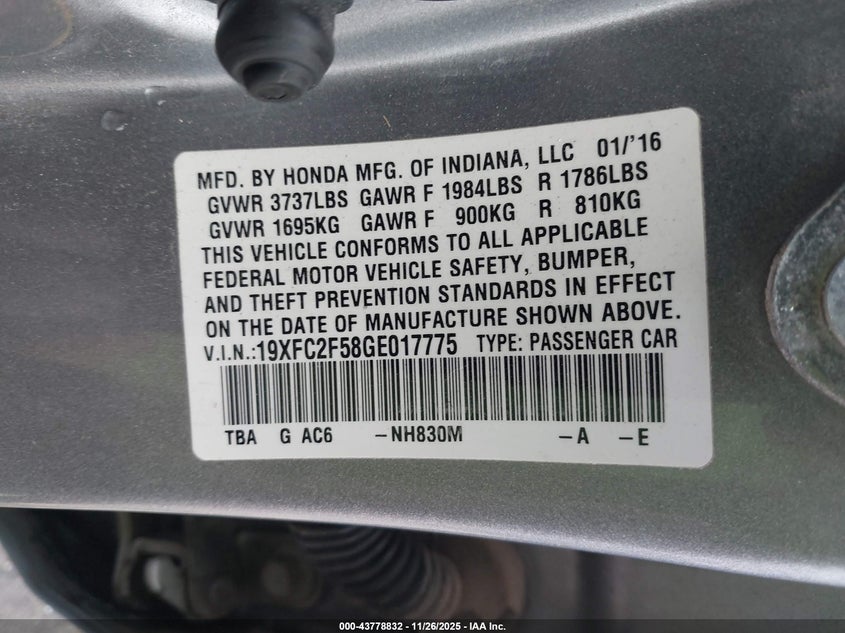 MFD. BY HONDA MFG. OF INDIANA, LLC 01/'16
GVWR 3737LBS GAWR F 1984LBS R 1786LBS
GVWR 1695KG GAWR F 900KG R 810KG
THIS VEHICLE CONFORMS TO ALL APPLICABLE
FEDERAL MOTOR VEHICLE SAFETY, BUMPER,
AND THEFT PREVENTION STANDARDS IN EFFECT
ON THE DATE OF MANUFACTURE SHOWN ABOVE.
V.I.N.:19XFC2F58GE017775 TYPE: PASSENGER CAR
TBA G AC6 –NH830M –A –E
000-43778832 - 11/26/2025 - IAA Inc.